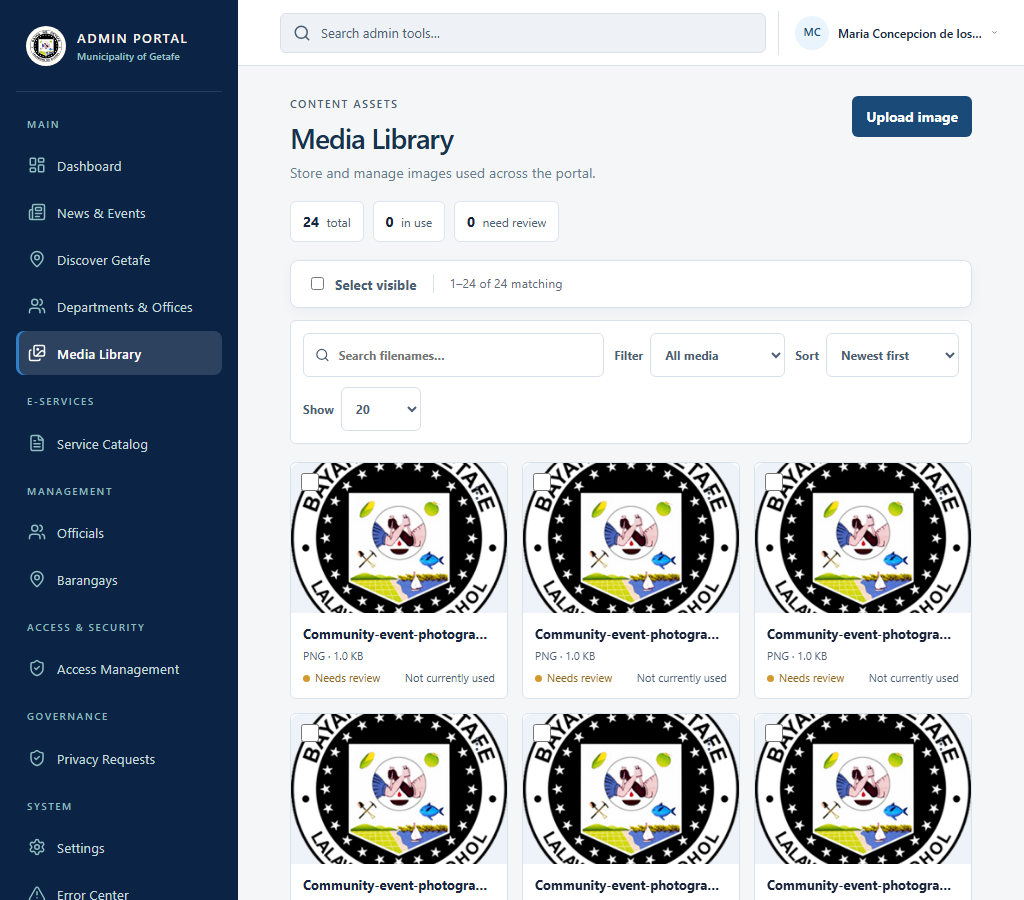 ADMIN PORTAL
Municipality of Getafe
Search admin tools...
MC
Maria Concepcion de los...
MAIN
Dashboard
News & Events
Discover Getafe
Departments & Offices
Media Library
E-SERVICES
Service Catalog
MANAGEMENT
Officials
Barangays
ACCESS & SECURITY
Access Management
GOVERNANCE
Privacy Requests
SYSTEM
Settings
Error Center
CONTENT ASSETS
Media Library
Store and manage images used across the portal.
Upload image
24 total
0 in use
0 need review
Select visible
1–24 of 24 matching
Search filenames...
Filter
All media
Sort
Newest first
Show
20
Community-event-photogra...
PNG · 1.0 KB
Needs review
Not currently used
Community-event-photogra...
PNG · 1.0 KB
Needs review
Not currently used
Community-event-photogra...
PNG · 1.0 KB
Needs review
Not currently used
Community-event-photogra...
Community-event-photogra...
Community-event-photogra...